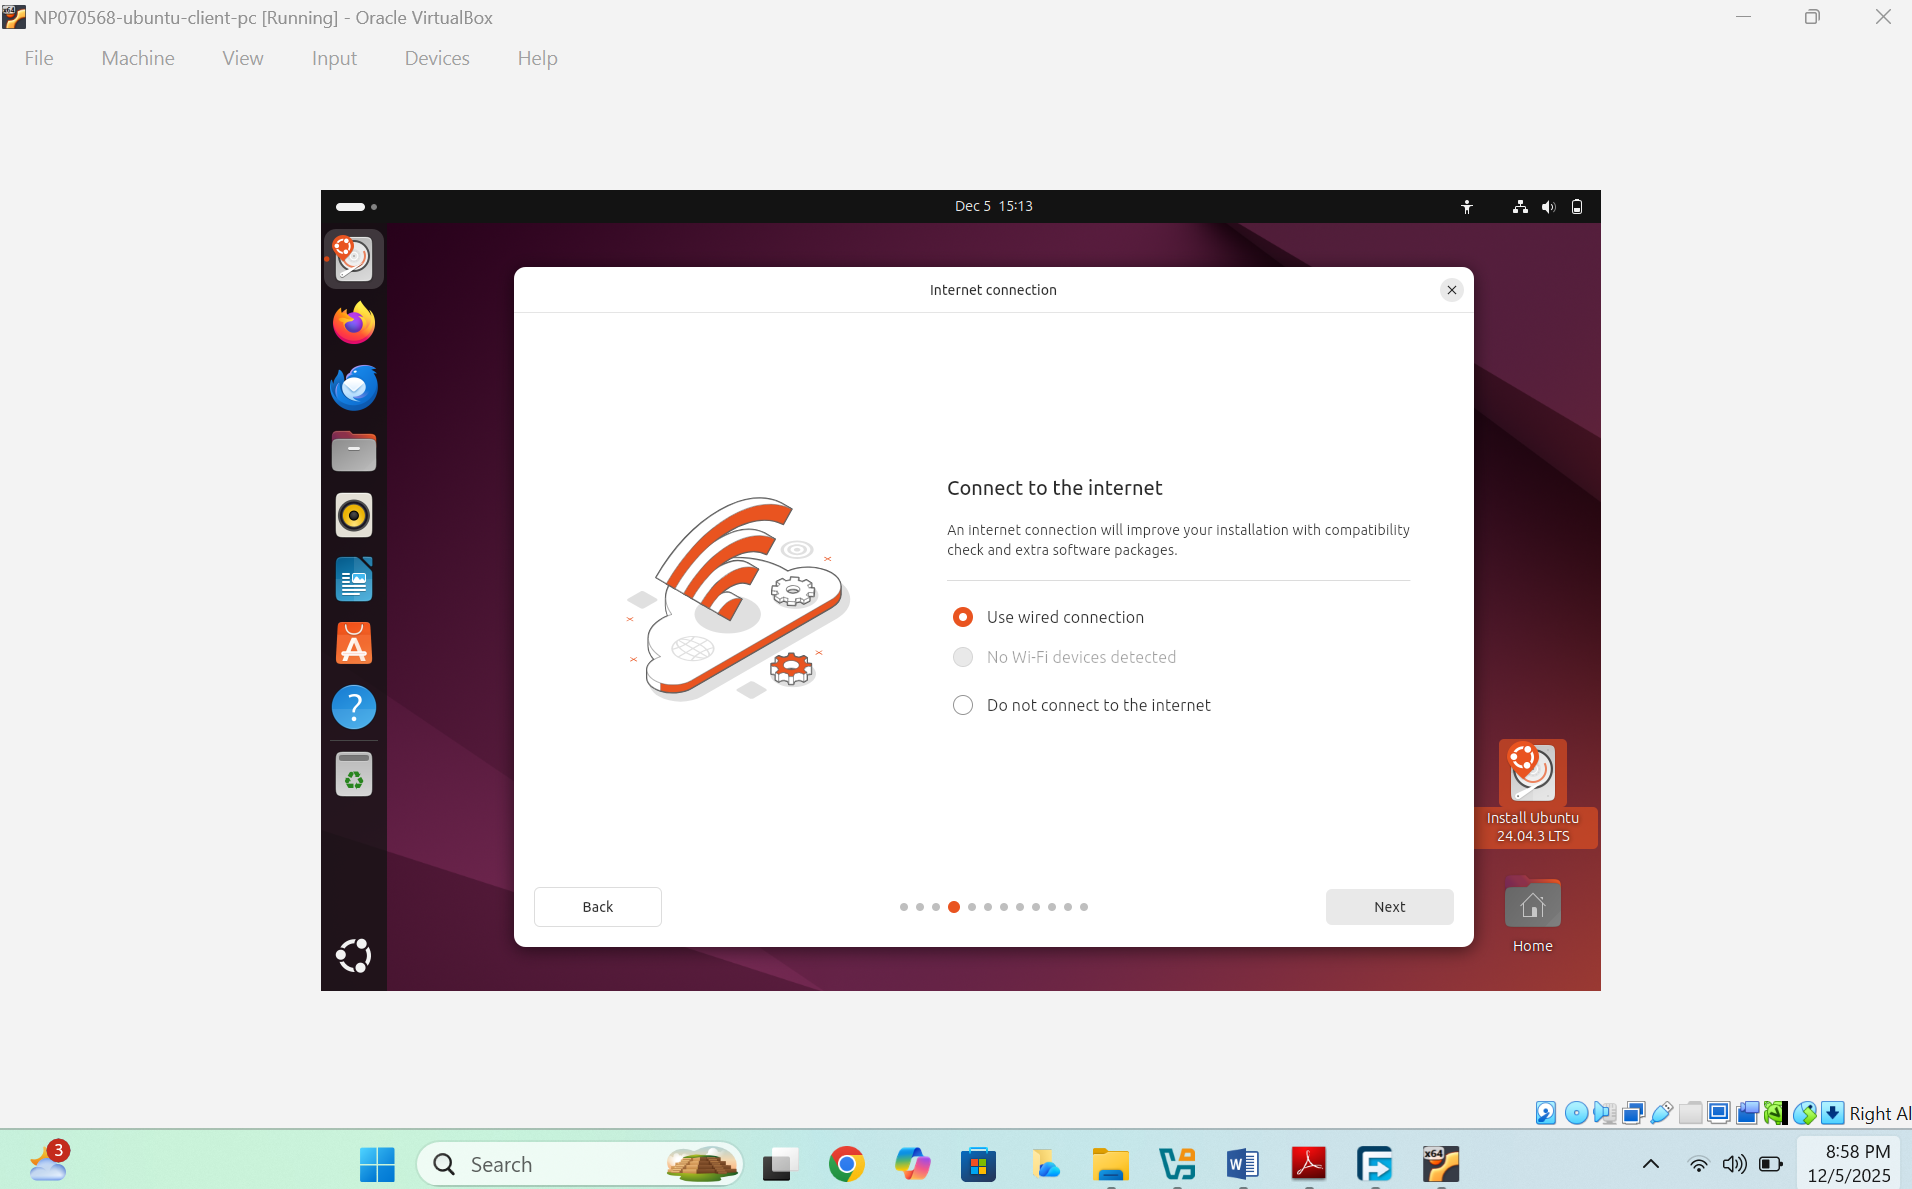 NP070568-ubuntu-client-pc [Running] - Oracle VirtualBox
File Machine View Input Devices Help
Dec 5 15:13
Internet connection
Connect to the internet
An internet connection will improve your installation with compatibility
check and extra software packages.
Use wired connection
No Wi-Fi devices detected
Do not connect to the internet
Install Ubuntu
24.04.3 LTS
Back
Next
Home
Right Al
3
Search
x64
8:58 PM
12/5/2025